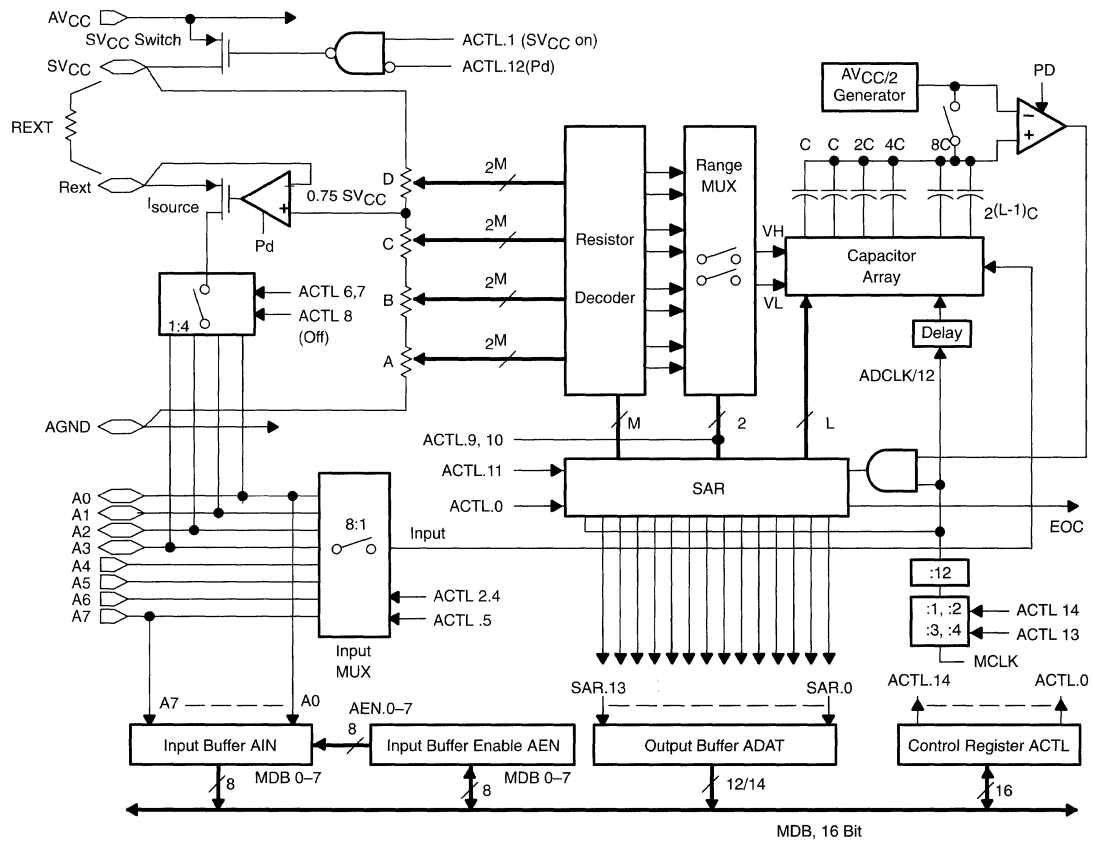 AVCC
SVCC Switch
ACTL.1 (SVCC on)
SVCC
ACTL.12(Pd)
AVCC/2
Generator
PD
REXT
–
+
C C 2C 4C 8C
2(L-1)C
Range
MUX
Rext
Isource
0.75 SVCC
+
Pd
D
2M
C
2M
B
2M
A
2M
Resistor
Decoder
VH
VL
Capacitor
Array
ACTL 6,7
ACTL 8
(Off)
1:4
Delay
ADCLK/12
AGND
M
2
L
ACTL.9, 10
ACTL.11
ACTL.0
SAR
EOC
A0
A1
A2
A3
A4
A5
A6
A7
8:1
Input
ACTL 2.4
ACTL .5
Input
MUX
:12
:1, :2
:3, :4
ACTL 14
ACTL 13
MCLK
A7
A0
AEN.0–7
8
SAR.13
SAR.0
ACTL.14
ACTL.0
Input Buffer AIN
Input Buffer Enable AEN
Output Buffer ADAT
Control Register ACTL
8
MDB 0–7
MDB 0–7
8
12/14
16
MDB, 16 Bit